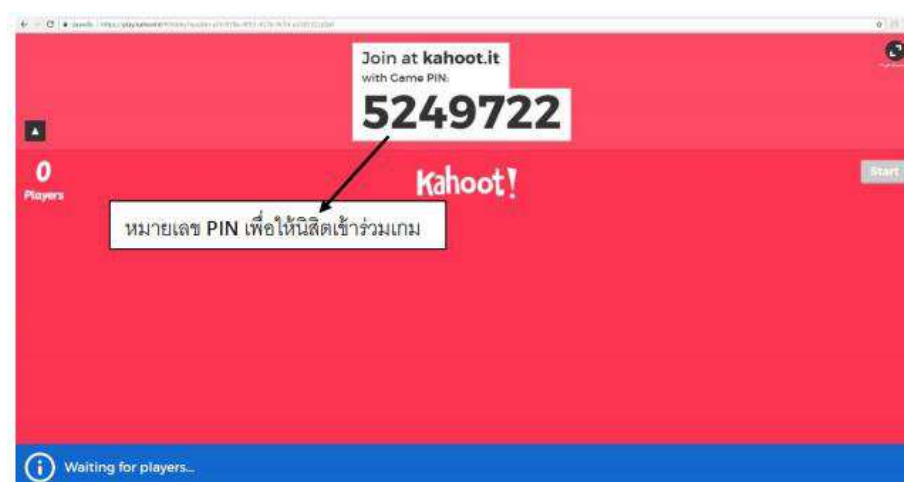 Join at kahoot.it
with Game PIN:
5249722
0
Players
Kahoot!
Start
หมายเลข PIN เพื่อให้นิสิตเข้าร่วมเกม
Waiting for players...